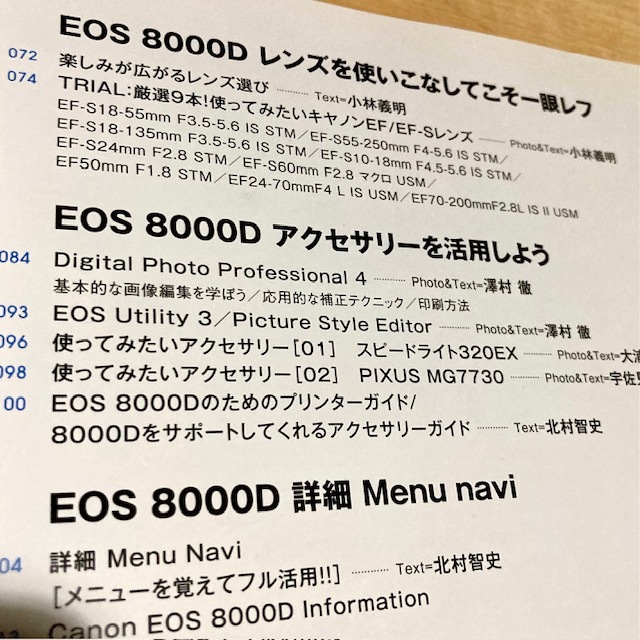 EOS 8000D レンズを使いこなしてこそ一眼レフ
072 楽しみが広がるレンズ選び ………… Text=小林義明
074 TRIAL:厳選9本!使ってみたいキヤノンEF/EF-Sレンズ ……… Photo&Text=小林義明
EF-S18-55mm F3.5-5.6 IS STM/EF-S55-250mm F4-5.6 IS STM/
EF-S18-135mm F3.5-5.6 IS STM/EF-S10-18mm F4.5-5.6 IS STM/
EF-S24mm F2.8 STM/EF-S60mm F2.8 マクロ USM/
EF50mm F1.8 STM/EF24-70mmF4 L IS USM/EF70-200mmF2.8L IS II USM
EOS 8000D アクセサリーを活用しよう
084 Digital Photo Professional 4 ………… Photo&Text=澤村 徹
基本的な画像編集を学ぼう/応用的な補正テクニック/印刷方法
093 EOS Utility 3/Picture Style Editor ………… Photo&Text=澤村 徹
096 使ってみたいアクセサリー[01] スピードライト320EX ………… Photo&Text=大浦
098 使ってみたいアクセサリー[02] PIXUS MG7730 ………… Photo&Text=宇佐
00 EOS 8000Dのためのプリンターガイド/
8000Dをサポートしてくれるアクセサリーガイド ………… Text=北村智史
EOS 8000D 詳細 Menu navi
04 詳細 Menu Navi
[メニューを覚えてフル活用!!] ………… Text=北村智史
Canon EOS 8000D Information